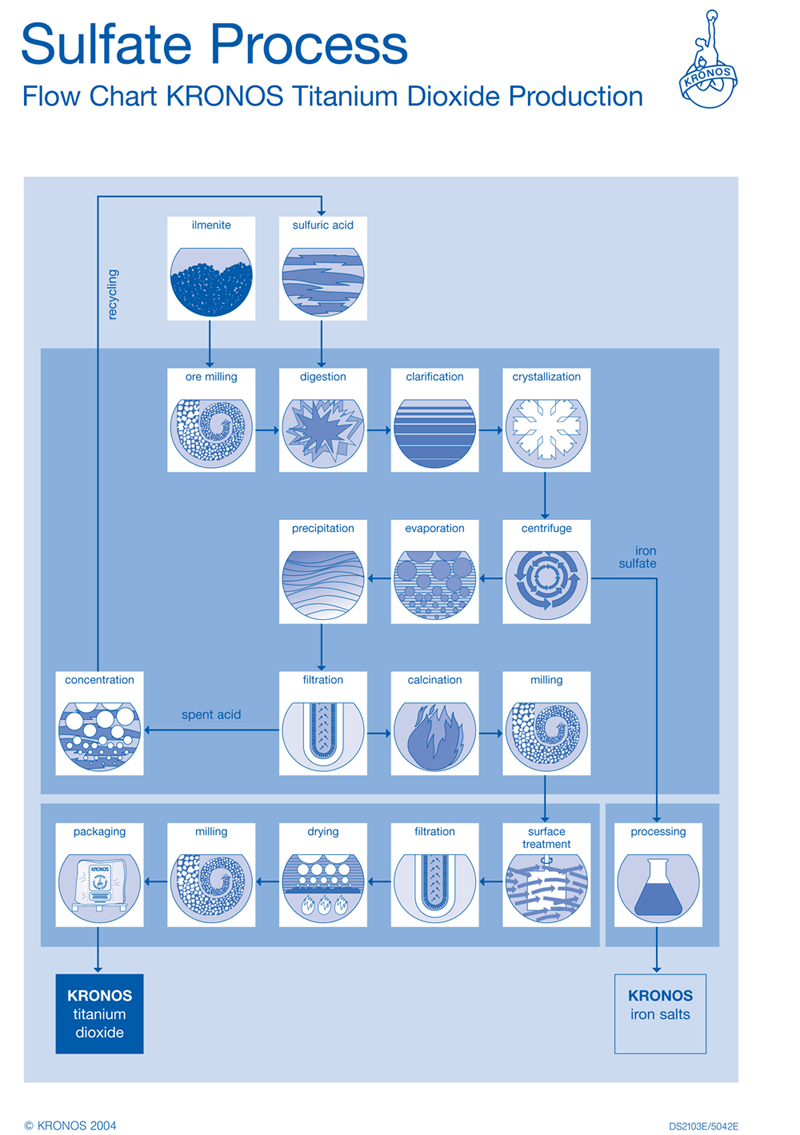 Sulfate Process
Flow Chart KRONOS Titanium Dioxide Production
KRONOS
recycling
ilmenite
sulfuric acid
ore milling
digestion
clarification
crystallization
precipitation
evaporation
centrifuge
iron
sulfate
concentration
spent acid
filtration
calcination
milling
packaging
milling
drying
filtration
surface
treatment
processing
KRONOS
KRONOS
titanium
dioxide
KRONOS
iron salts
© KRONOS 2004
DS2103E/5042E